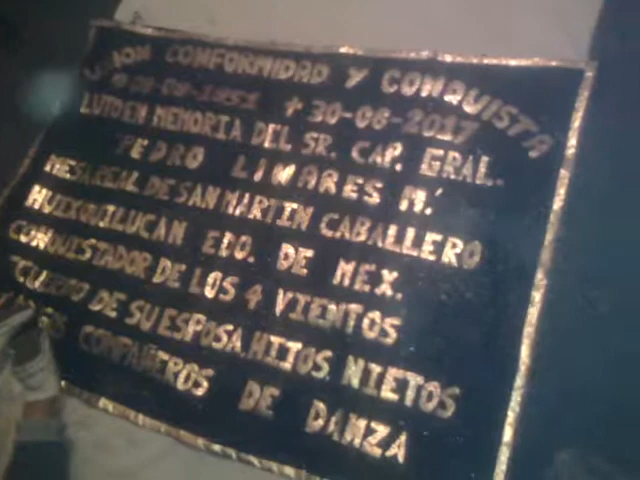 UNION CONFORMIDAD Y CONQUISTA
1951 ✝ 30-06-2017
LUTO EN MEMORIA DEL SR. CAP. GRAL.
PEDRO LINARES M.
MESA REAL DE SAN MARTIN CABALLERO
HUIXQUILUCAN EDO. DE MEX.
CONQUISTADOR DE LOS 4 VIENTOS
DE SU ESPOSA, HIJOS, NIETOS
COMPAÑEROS DE DANZA